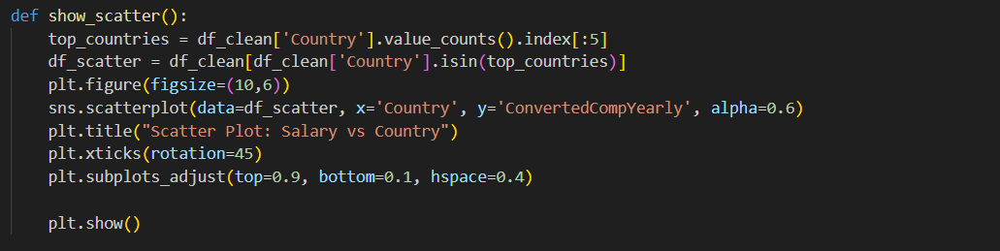 def show_scatter():
    top_countries = df_clean['Country'].value_counts().index[:5]
    df_scatter = df_clean[df_clean['Country'].isin(top_countries)]
    plt.figure(figsize=(10,6))
    sns.scatterplot(data=df_scatter, x='Country', y='ConvertedCompYearly', alpha=0.6)
    plt.title("Scatter Plot: Salary vs Country")
    plt.xticks(rotation=45)
    plt.subplots_adjust(top=0.9, bottom=0.1, hspace=0.4)

    plt.show()